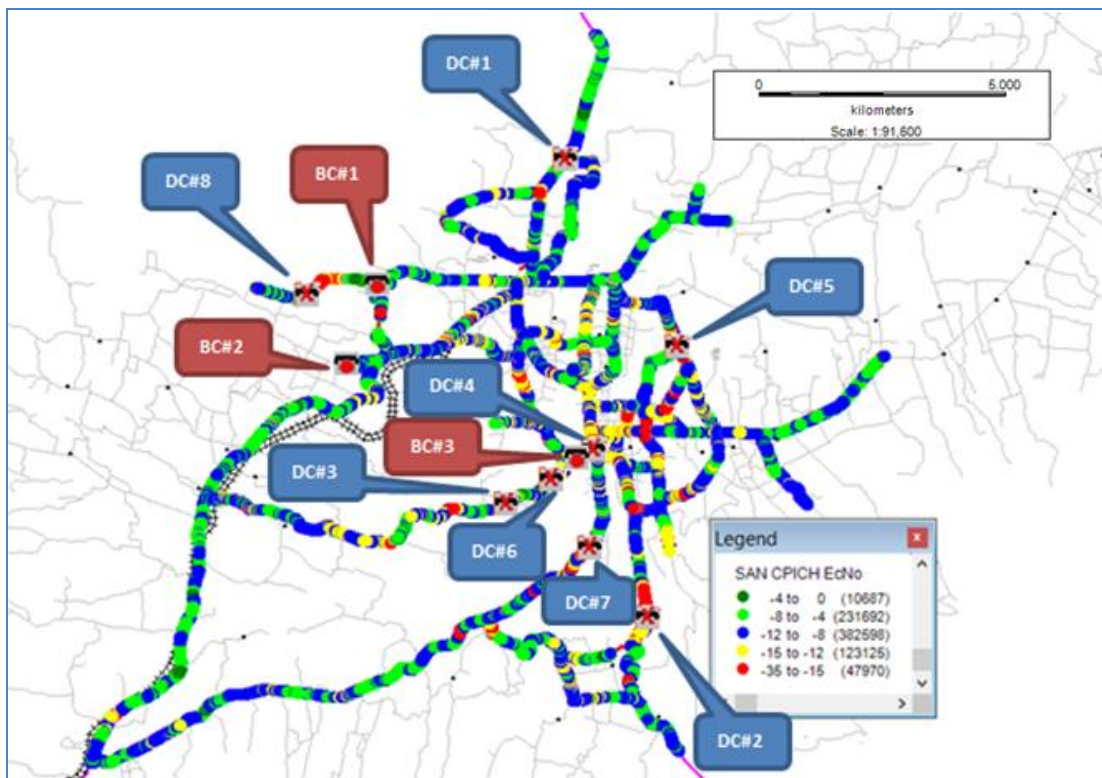 DC#1
0
5.000
kilometers
Scale: 1:91,600
DC#8
BC#1
DC#5
BC#2
DC#4
BC#3
DC#3
DC#6
DC#7
DC#2
Legend
x
SAN CPICH EcNo
-4 to 0 (10687)
-8 to -4 (231692)
-12 to -8 (382598)
-15 to -12 (123125)
-35 to -15 (47970)